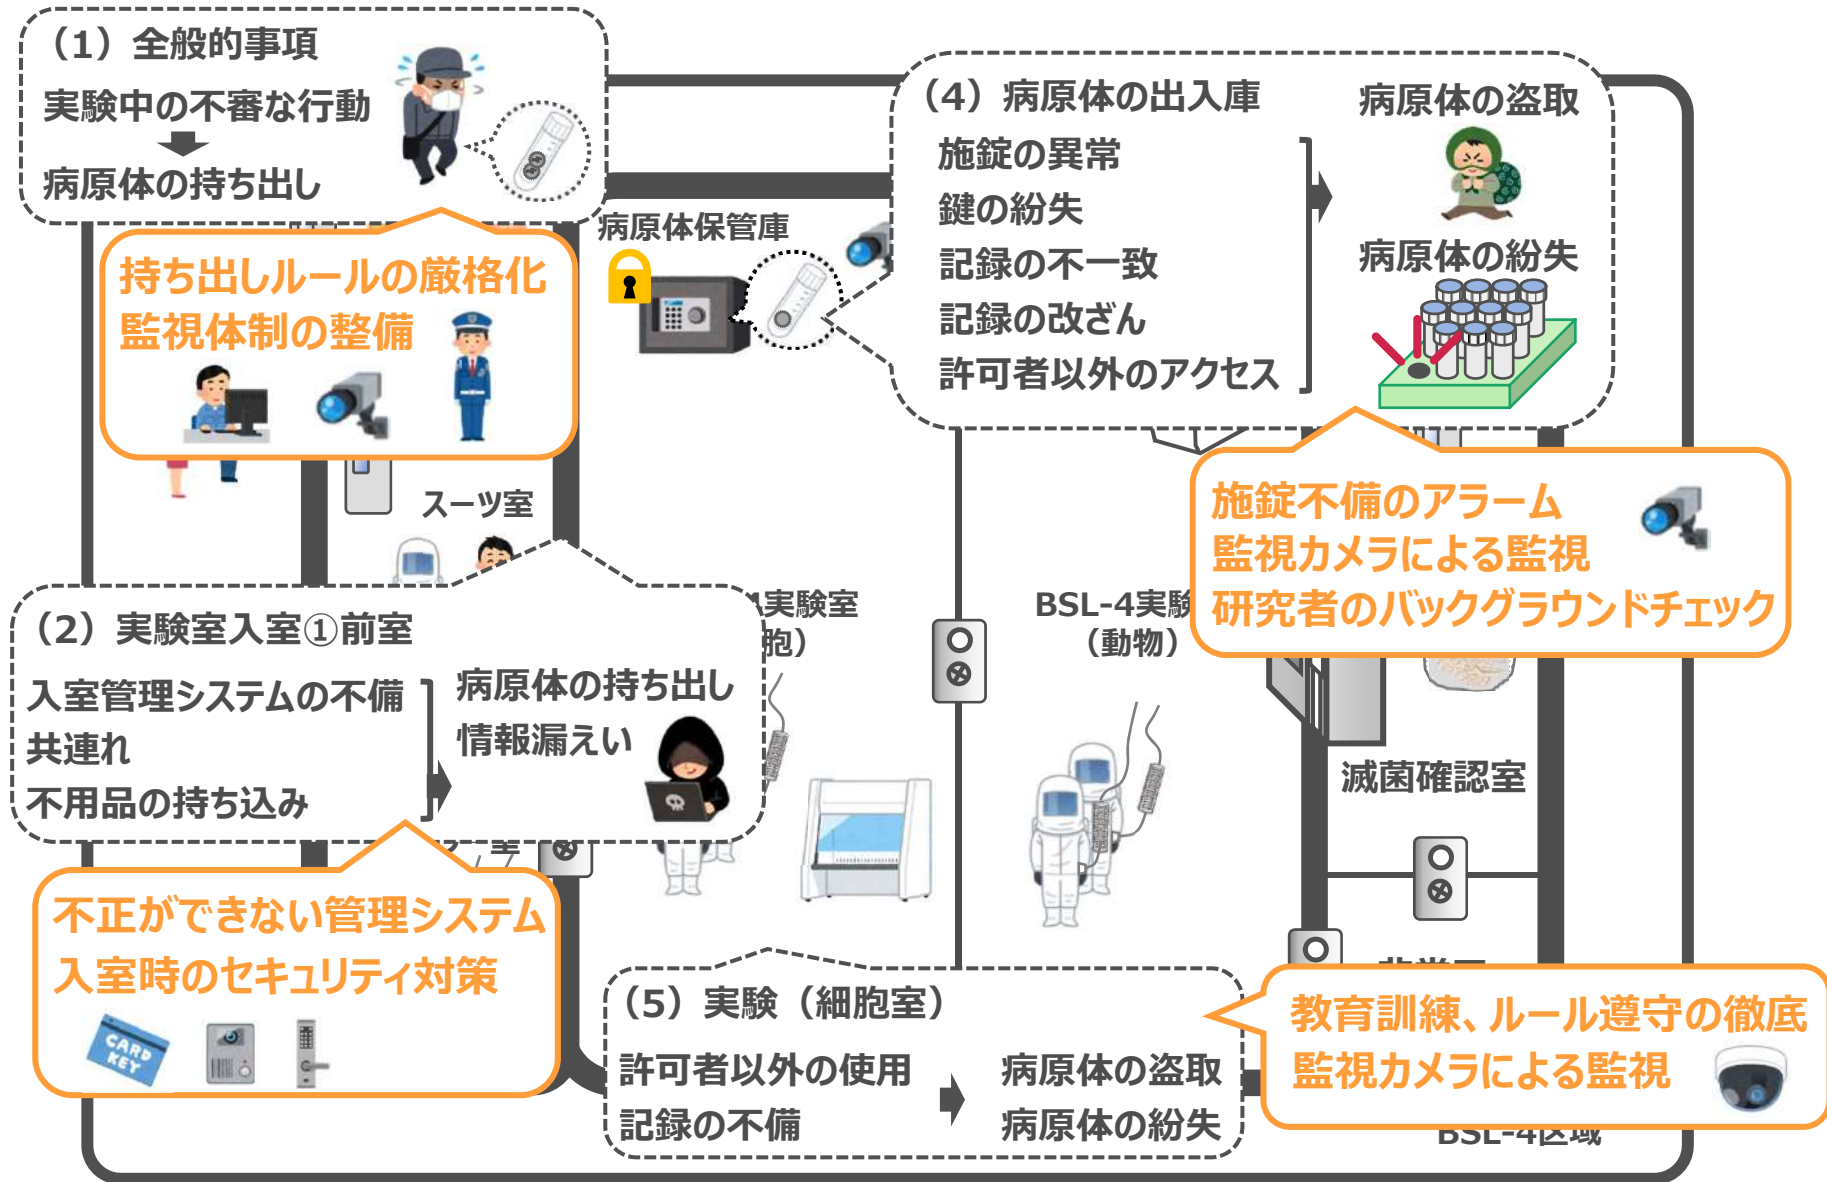 （1）全般的事項
実験中の不審な行動
病原体の持ち出し
持ち出しルールの厳格化
監視体制の整備
病原体保管庫
（4）病原体の出入庫
施錠の異常
鍵の紛失
記録の不一致
記録の改ざん
許可者以外のアクセス
病原体の盗取
病原体の紛失
施錠不備のアラーム
監視カメラによる監視
研究者のバックグラウンドチェック
スーツ室
（2）実験室入室①前室
入室管理システムの不備
共連れ
不用品の持ち込み
病原体の持ち出し
情報漏えい
不正ができない管理システム
入室時のセキュリティ対策
CARD
KEY
実験室
胞）
BSL-4実験
（動物）
滅菌確認室
（5）実験（細胞室）
許可者以外の使用
記録の不備
病原体の盗取
病原体の紛失
教育訓練、ルール遵守の徹底
監視カメラによる監視
BSL-4区域